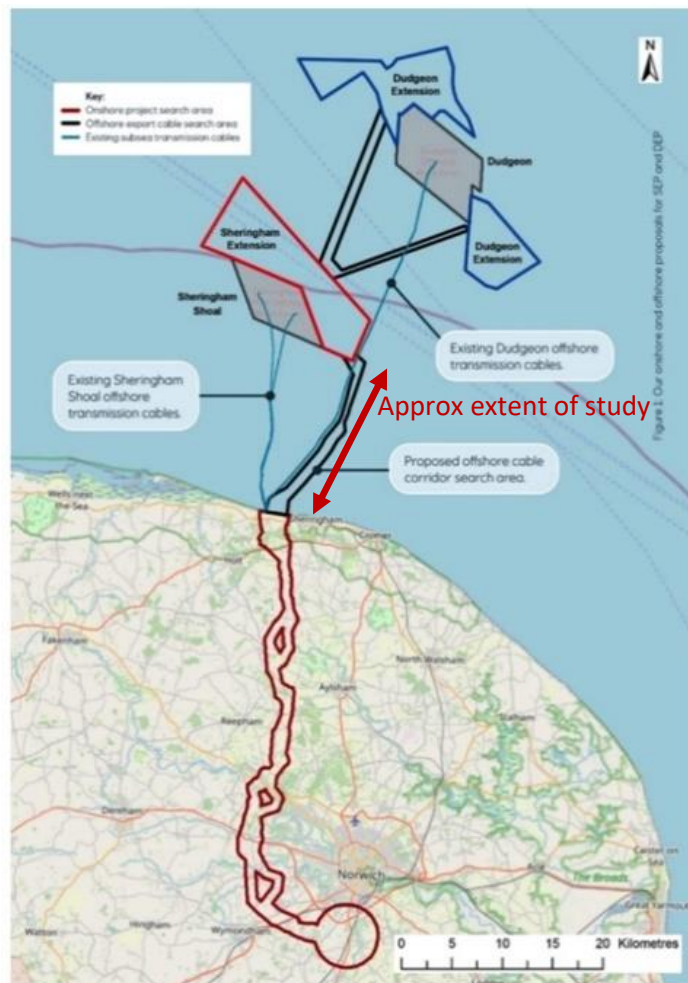 N
Key:
Onshore project search area
Offshore export cable search area
Existing subsea transmission cables
Dudgeon
Extension
Dudgeon
Sheringham
Extension
Dudgeon
Extension
Sheringham
Shoal
Existing Dudgeon offshore
transmission cables.
Existing Sheringham
Shoal offshore
transmission cables.
Approx extent of study
Proposed offshore cable
corridor search area.
Figure 1: Our onshore and offshore proposals for SEP and DEP
Wells next
the-Sea
Sheringham
Cromer
Holt
Fakenham
North Walsham
Aylsham
Stalham
Reepham
Dereham
Norwich
Acle
The Broads
Caister-on
Sea
Great Yarmouth
Watton
Hingham
Wymondham
0 5 10 15 20 Kilometres